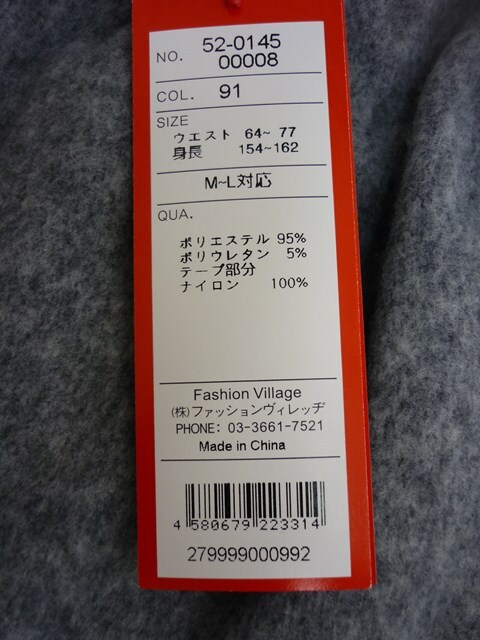 NO. 52-0145
00008
COL. 91
SIZE
ウエスト 64~ 77
身長 154~162
M~L対応
QUA.
ポリエステル 95%
ポリウレタン 5%
テープ部分
ナイロン 100%
Fashion Village
(株)ファッションヴィレッヂ
PHONE: 03-3661-7521
Made in China
4 580679 223314
279999000992